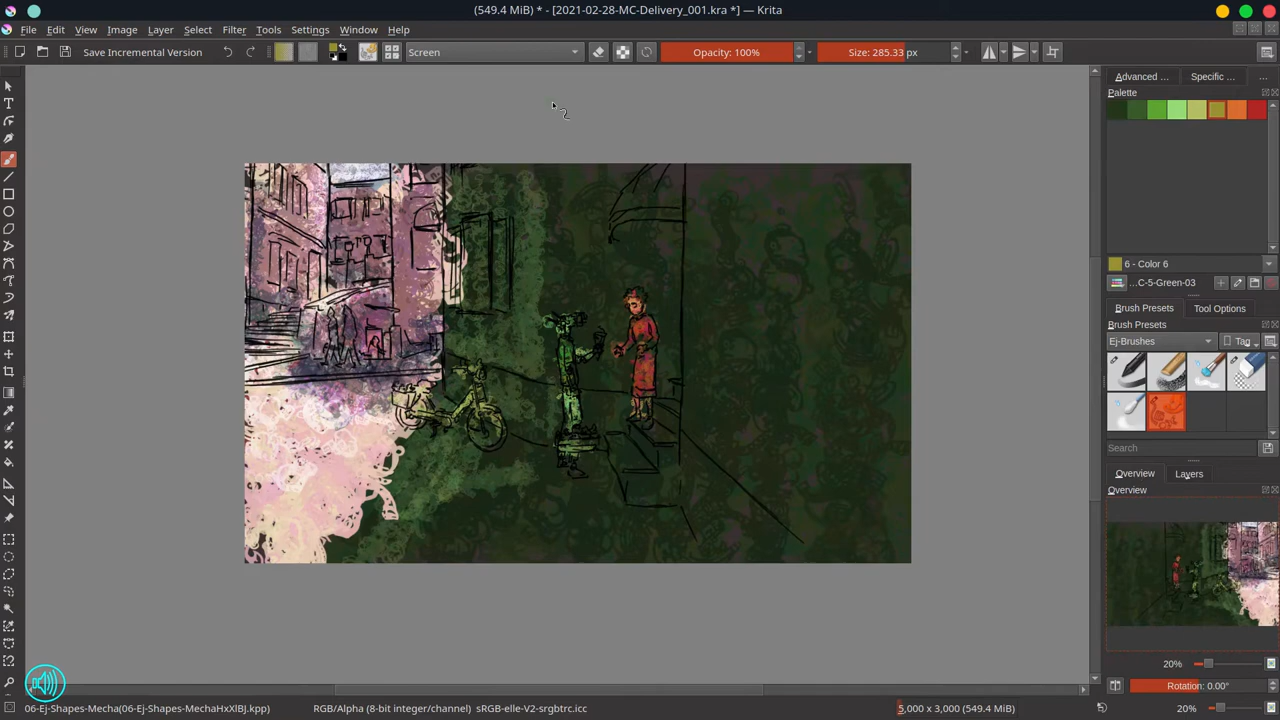 (549.4 MiB) * - [2021-02-28-MC-Delivery_001.kra *] — Krita
File Edit View Image Layer Select Filter Tools Settings Window Help
Save Incremental Version Screen Opacity: 100% Size: 285.33 px
Advanced ... Specific ... ...
Palette
6 - Color 6
...C-5-Green-03
Brush Presets Tool Options
Brush Presets
Ej-Brushes Tag
Search
Overview Layers
Overview
20%
Rotation: 0.00°
06-Ej-Shapes-Mecha(06-Ej-Shapes-MechaHxXlBJ.kpp) RGB/Alpha (8-bit integer/channel) sRGB-elle-V2-srgbtrc.icc 5,000 x 3,000 (549.4 MiB) 20%